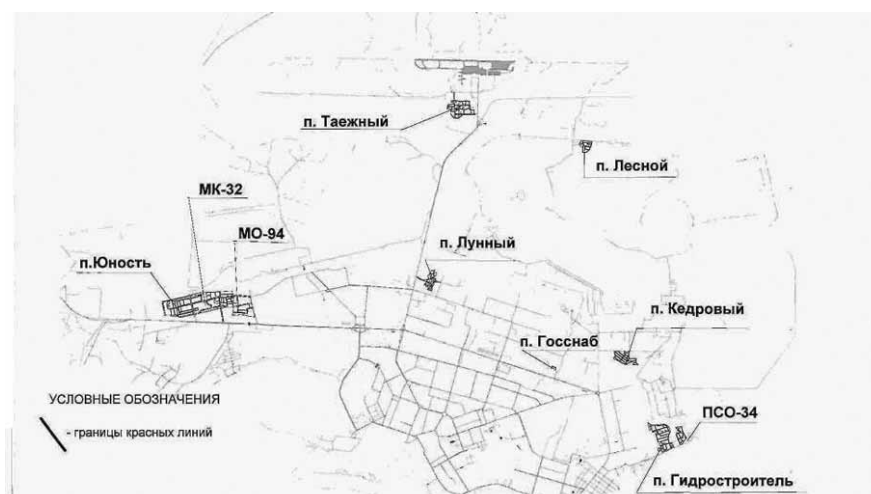 п. Таежный
п. Лесной
МК-32
МО-94
п. Лунный
п.Юность
п. Кедровый
п. Госснаб
УСЛОВНЫЕ ОБОЗНАЧЕНИЯ
ПСО-34
- границы красных линий
п. Гидростроитель